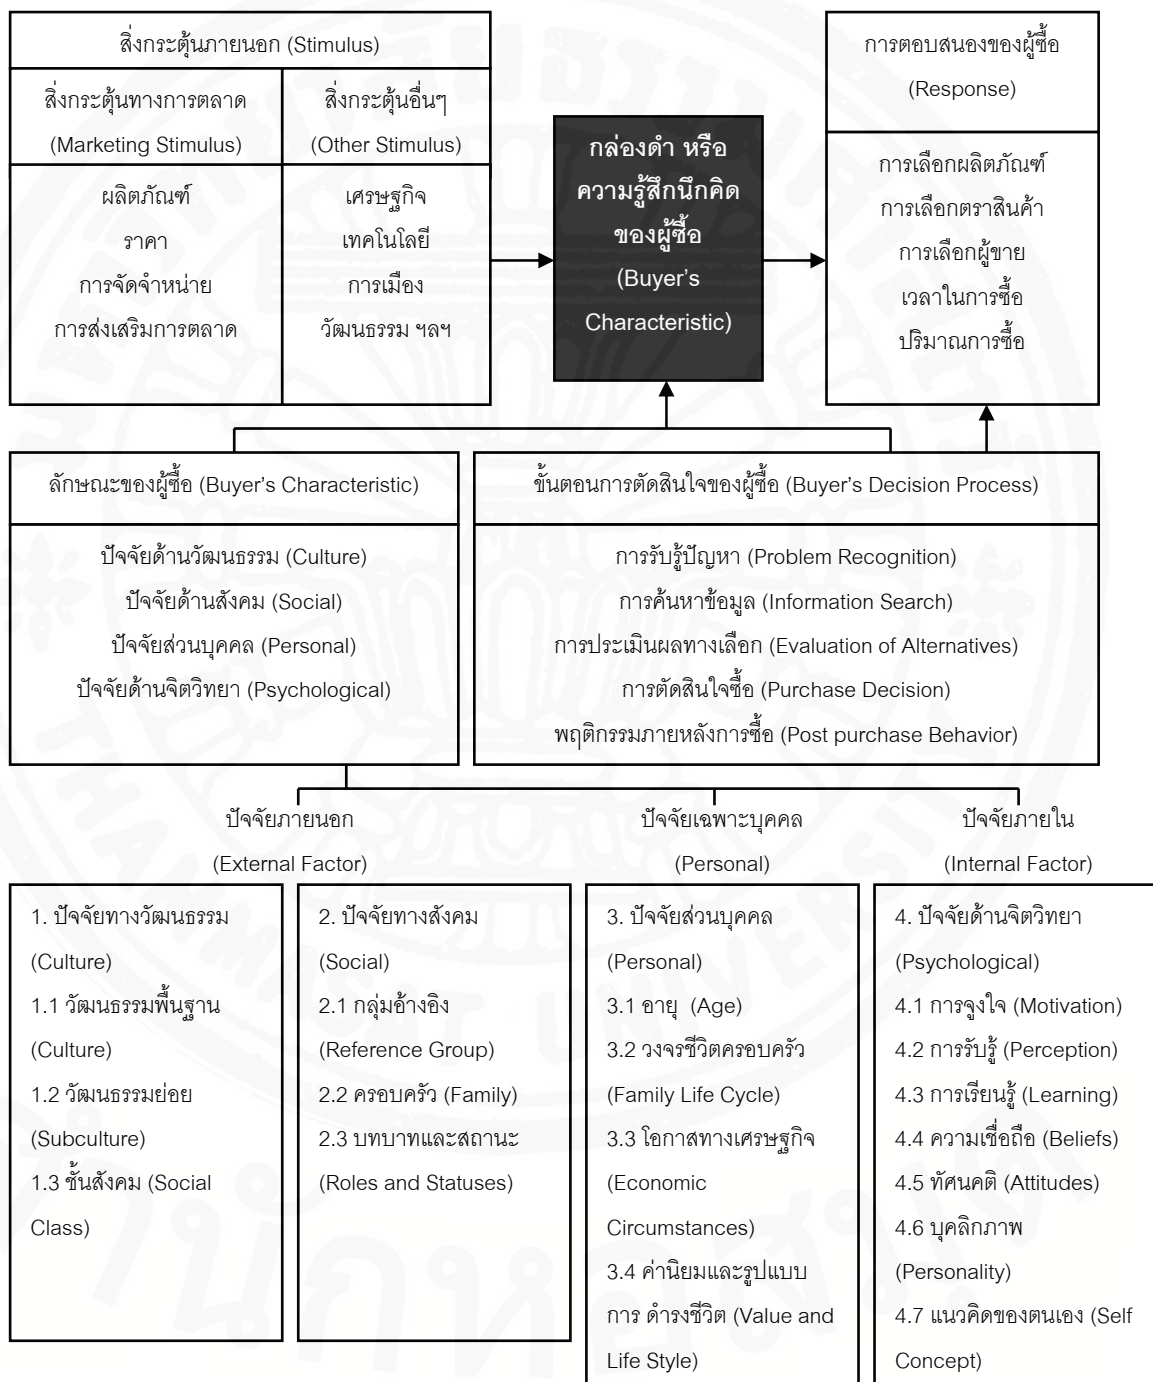 สิ่งกระตุ้นภายนอก (Stimulus)
สิ่งกระตุ้นทางการตลาด
(Marketing Stimulus)
ผลิตภัณฑ์
ราคา
การจัดจำหน่าย
การส่งเสริมการตลาด
สิ่งกระตุ้นอื่นๆ
(Other Stimulus)
เศรษฐกิจ
เทคโนโลยี
การเมือง
วัฒนธรรม ฯลฯ
กล่องดำ หรือ
ความรู้สึกนึกคิด
ของผู้ซื้อ
(Buyer's
Characteristic)
การตอบสนองของผู้ซื้อ
(Response)
การเลือกผลิตภัณฑ์
การเลือกตราสินค้า
การเลือกผู้ขาย
เวลาในการซื้อ
ปริมาณการซื้อ
ลักษณะของผู้ซื้อ (Buyer's Characteristic)
ปัจจัยด้านวัฒนธรรม (Culture)
ปัจจัยด้านสังคม (Social)
ปัจจัยส่วนบุคคล (Personal)
ปัจจัยด้านจิตวิทยา (Psychological)
ขั้นตอนการตัดสินใจของผู้ซื้อ (Buyer's Decision Process)
การรับรู้ปัญหา (Problem Recognition)
การค้นหาข้อมูล (Information Search)
การประเมินผลทางเลือก (Evaluation of Alternatives)
การตัดสินใจซื้อ (Purchase Decision)
พฤติกรรมภายหลังการซื้อ (Post purchase Behavior)
ปัจจัยภายนอก
(External Factor)
ปัจจัยเฉพาะบุคคล
(Personal)
ปัจจัยภายใน
(Internal Factor)
1. ปัจจัยทางวัฒนธรรม
(Culture)
1.1 วัฒนธรรมพื้นฐาน
(Culture)
1.2 วัฒนธรรมย่อย
(Subculture)
1.3 ชั้นสังคม (Social
Class)
2. ปัจจัยทางสังคม
(Social)
2.1 กลุ่มอ้างอิง
(Reference Group)
2.2 ครอบครัว (Family)
2.3 บทบาทและสถานะ
(Roles and Statuses)
3. ปัจจัยส่วนบุคคล
(Personal)
3.1 อายุ (Age)
3.2 วงจรชีวิตครอบครัว
(Family Life Cycle)
3.3 โอกาสทางเศรษฐกิจ
(Economic
Circumstances)
3.4 ค่านิยมและรูปแบบ
การ ดำรงชีวิต (Value and
Life Style)
4. ปัจจัยด้านจิตวิทยา
(Psychological)
4.1 การจูงใจ (Motivation)
4.2 การรับรู้ (Perception)
4.3 การเรียนรู้ (Learning)
4.4 ความเชื่อถือ (Beliefs)
4.5 ทัศนคติ (Attitudes)
4.6 บุคลิกภาพ
(Personality)
4.7 แนวคิดของตนเอง (Self
Concept)